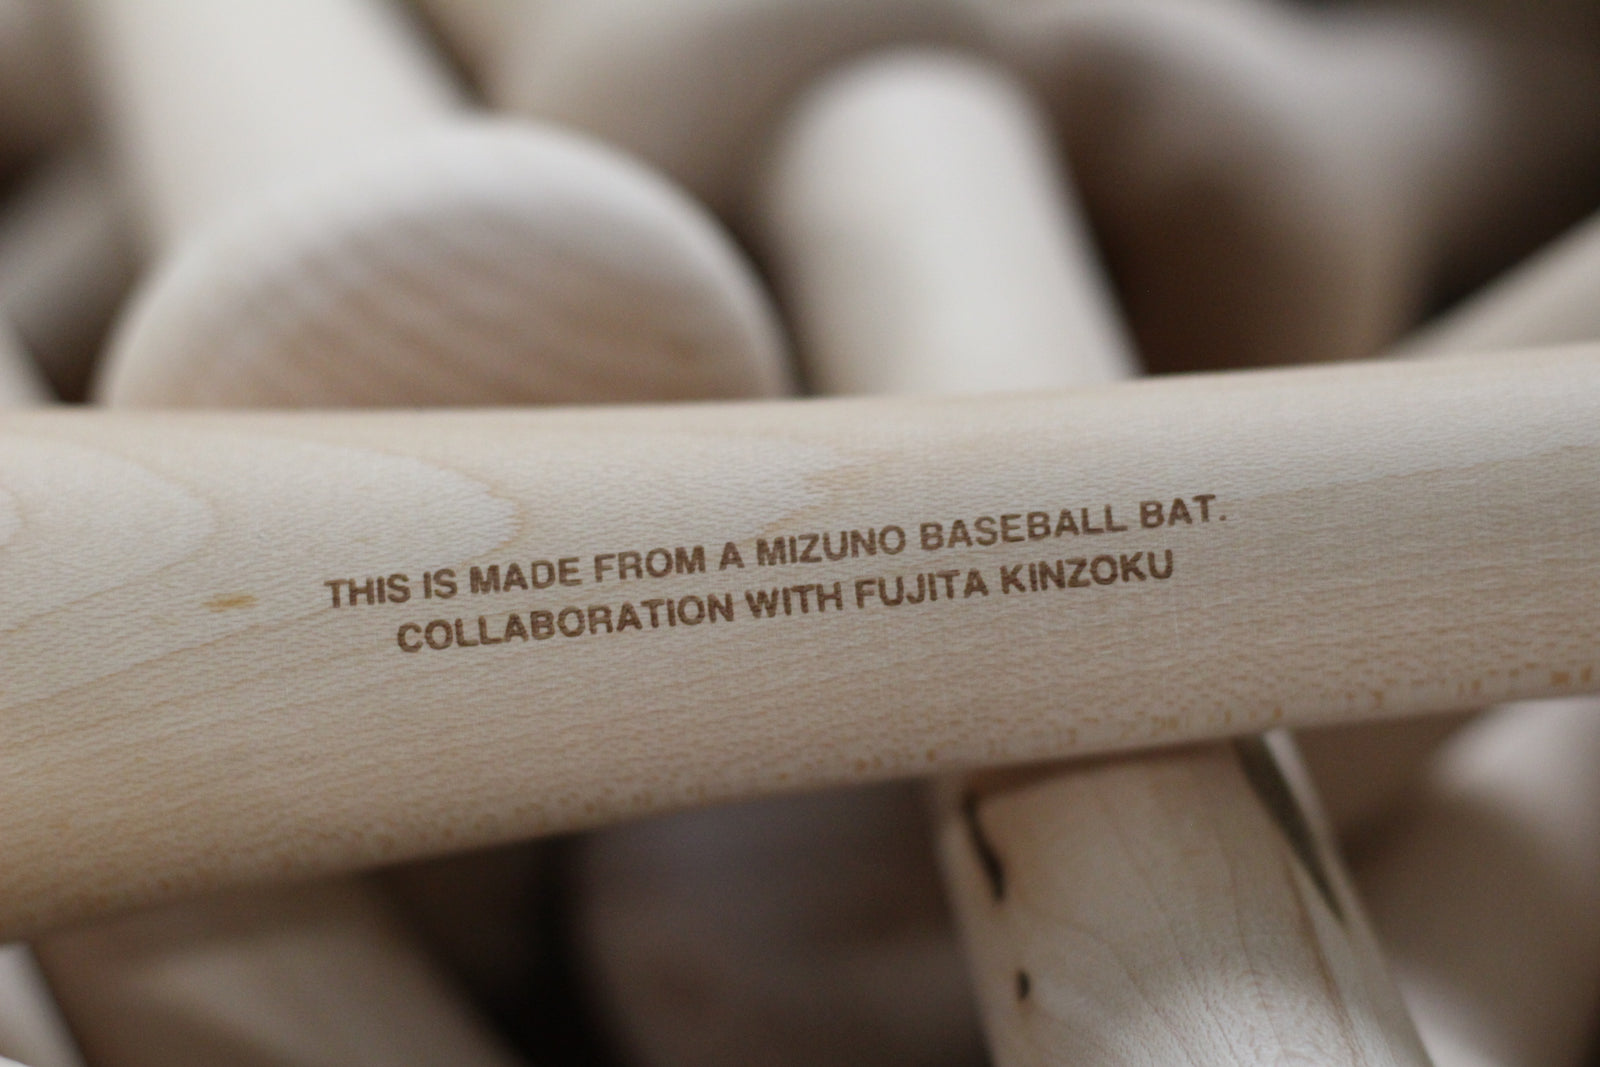 THIS IS MADE FROM A MIZUNO BASEBALL BAT.
COLLABORATION WITH FUJITA KINZOKU